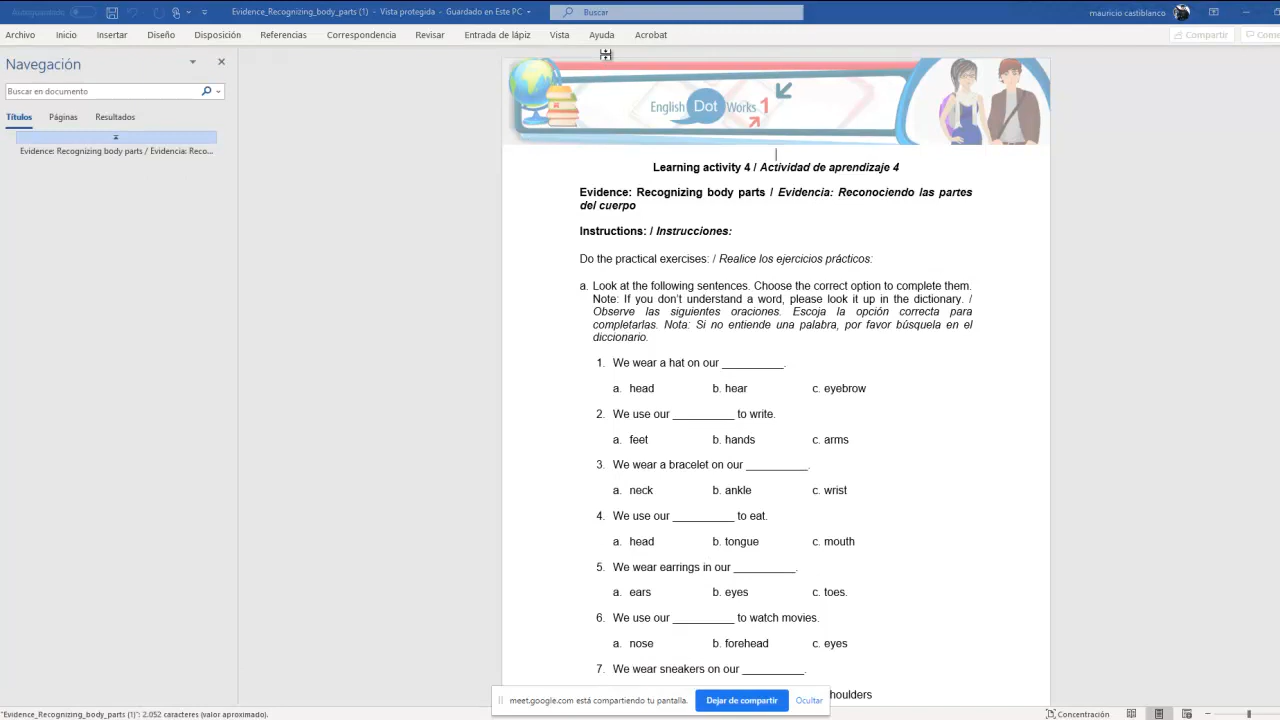 Evidence_Recognizing_body_parts (1) - Vista protegida - Guardado en Este PC
Buscar
mauricio castiblanco
Archivo Inicio Insertar Diseño Disposición Referencias Correspondencia Revisar Entrada de lápiz Vista Ayuda Acrobat Compartir
Navegación
Buscar en documento
Títulos Páginas Resultados
Evidence: Recognizing body parts / Evidencia: Reco...
English Dot Works 1
Learning activity 4 / Actividad de aprendizaje 4
Evidence: Recognizing body parts / Evidencia: Reconociendo las partes
del cuerpo
Instructions: / Instrucciones:
Do the practical exercises: / Realice los ejercicios prácticos:
a. Look at the following sentences. Choose the correct option to complete them.
Note: If you don't understand a word, please look it up in the dictionary. /
Observe las siguientes oraciones. Escoja la opción correcta para
completarlas. Nota: Si no entiende una palabra, por favor búsquela en el
diccionario.
1. We wear a hat on our __________.
a. head b. hear c. eyebrow
2. We use our __________ to write.
a. feet b. hands c. arms
3. We wear a bracelet on our __________.
a. neck b. ankle c. wrist
4. We use our __________ to eat.
a. head b. tongue c. mouth
5. We wear earrings in our __________.
a. ears b. eyes c. toes.
6. We use our __________ to watch movies.
a. nose b. forehead c. eyes
7. We wear sneakers on our __________.
houlders
meet.google.com está compartiendo tu pantalla. Dejar de compartir Ocultar
"Evidence_Recognizing_body_parts (1)": 2.052 caracteres (valor aproximado).
Concentración